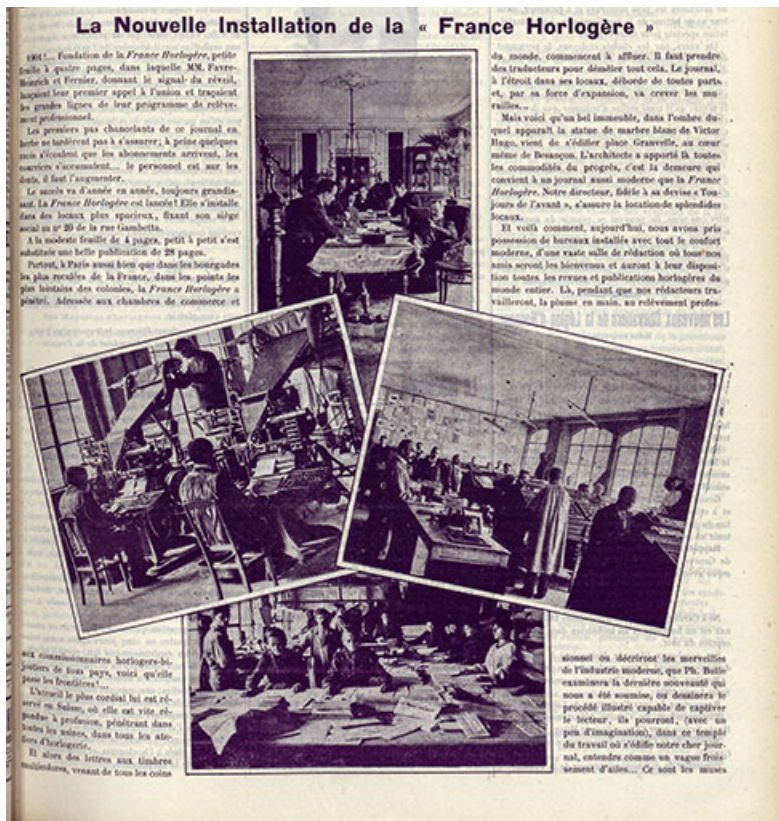 La Nouvelle Installation de la « France Horlogère »
1901!... Fondation de la France Horlogère, petite
feuille à quatre pages, dans laquelle MM. Favre-
Heinrich et Fernier, donnant le signal du réveil,
lançaient leur premier appel à l'union et traçaient
les grandes lignes de leur programme de relève-
ment professionnel.
Les premiers pas chancelants de ce journal en
herbe ne tardèrent pas à s'assurer; à peine quelques
mois s'écoulent que les abonnements arrivent, les
courriers s'accumulent... le personnel est sur les
dents, il faut l'augmenter.
Le succès va d'année en année, toujours grandis-
sant. La France Horlogère est lancée! Elle s'installe
dans des locaux plus spacieux, fixant son siège
social au n° 20 de la rue Gambetta.
A la modeste feuille de 4 pages, petit à petit s'est
substituée une belle publication de 28 pages.
Partout, à Paris aussi bien que dans les bourgades
les plus reculées de la France, dans les points les
plus lointains des colonies, la France Horlogère a
pénétré. Adressée aux chambres de commerce et
aux commissionnaires horlogers-bi-
joutiers de tous pays, voici qu'elle
passe les frontières!...
L'accueil le plus cordial lui est ré-
servé en Suisse, où elle est vite ré-
pandue à profusion, pénétrant dans
toutes les usines, dans tous les ate-
liers d'horlogerie.
Et alors des lettres aux timbres
multicolores, venant de tous les coins
du monde, commencent à affluer. Il faut prendre
des traducteurs pour démêler tout cela. Le journal,
à l'étroit dans ses locaux, déborde de toutes parts
et, par sa force d'expansion, va crever les mu-
railles...
Mais voici qu'un bel immeuble, dans l'ombre du-
quel apparaît la statue de marbre blanc de Victor
Hugo, vient de s'édifier place Granvelle, au cœur
même de Besançon. L'architecte a apporté là toutes
les commodités du progrès, c'est la demeure qui
convient à un journal aussi moderne que la France
Horlogère. Notre directeur, fidèle à sa devise « Tou-
jours de l'avant », s'assure la location de splendides
locaux.
Et voilà comment, aujourd'hui, nous avons pris
possession de bureaux installés avec tout le confort
moderne, d'une vaste salle de rédaction où tous nos
amis seront les bienvenus et auront à leur disposi-
tion toutes les revues et publications horlogères du
monde entier. Là, pendant que nos rédacteurs tra-
vailleront, la plume en main, au relèvement profes-
sionnel ou décriront les merveilles
de l'industrie moderne, que Ph. Bulle
examinera la dernière nouveauté qui
nous a été soumise, ou dessinera le
procédé illustré capable de captiver
le lecteur, ils pourront, (avec un
peu d'imagination), dans ce temple
du travail où s'édifie notre cher jour-
nal, entendre comme un vague frois-
sement d'ailes... Ce sont les muses